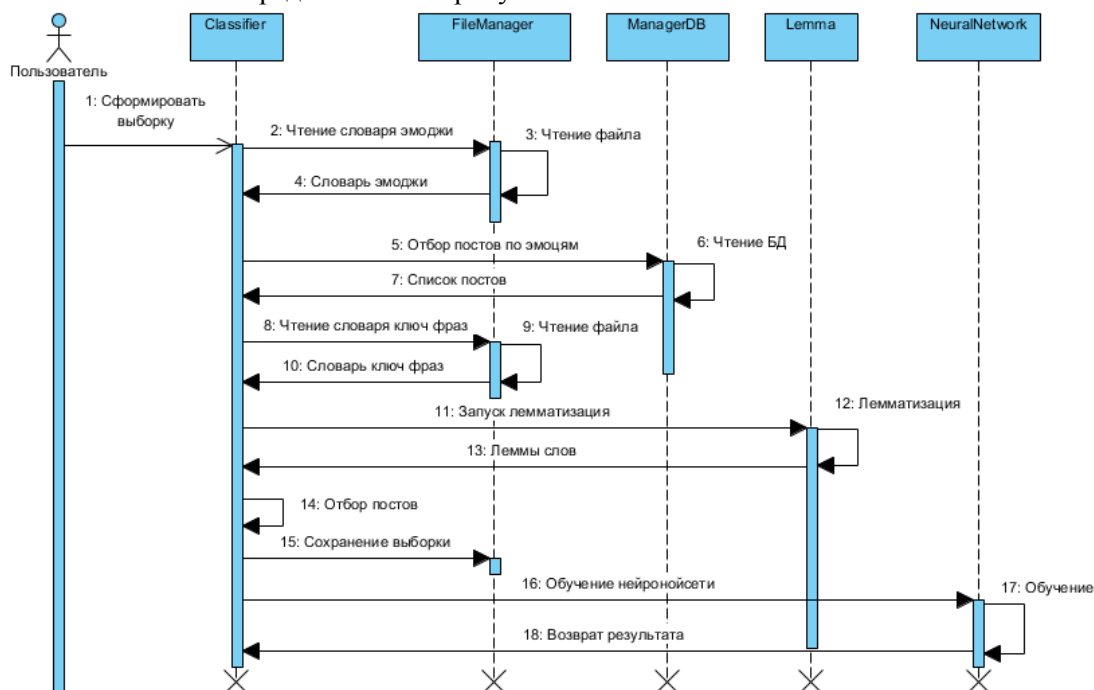 Classifier
FileManager
ManagerDB
Lemma
NeuralNetwork
Пользователь
1: Сформировать
выборку
2: Чтение словаря эмоджи
3: Чтение файла
4: Словарь эмоджи
5: Отбор постов по эмоцям
6: Чтение БД
7: Список постов
8: Чтение словаря ключ фраз
9: Чтение файла
10: Словарь ключ фраз
11: Запуск лемматизация
12: Лемматизация
13: Леммы слов
14: Отбор постов
15: Сохранение выборки
16: Обучение нейронойсети
17: Обучение
18: Возврат результата